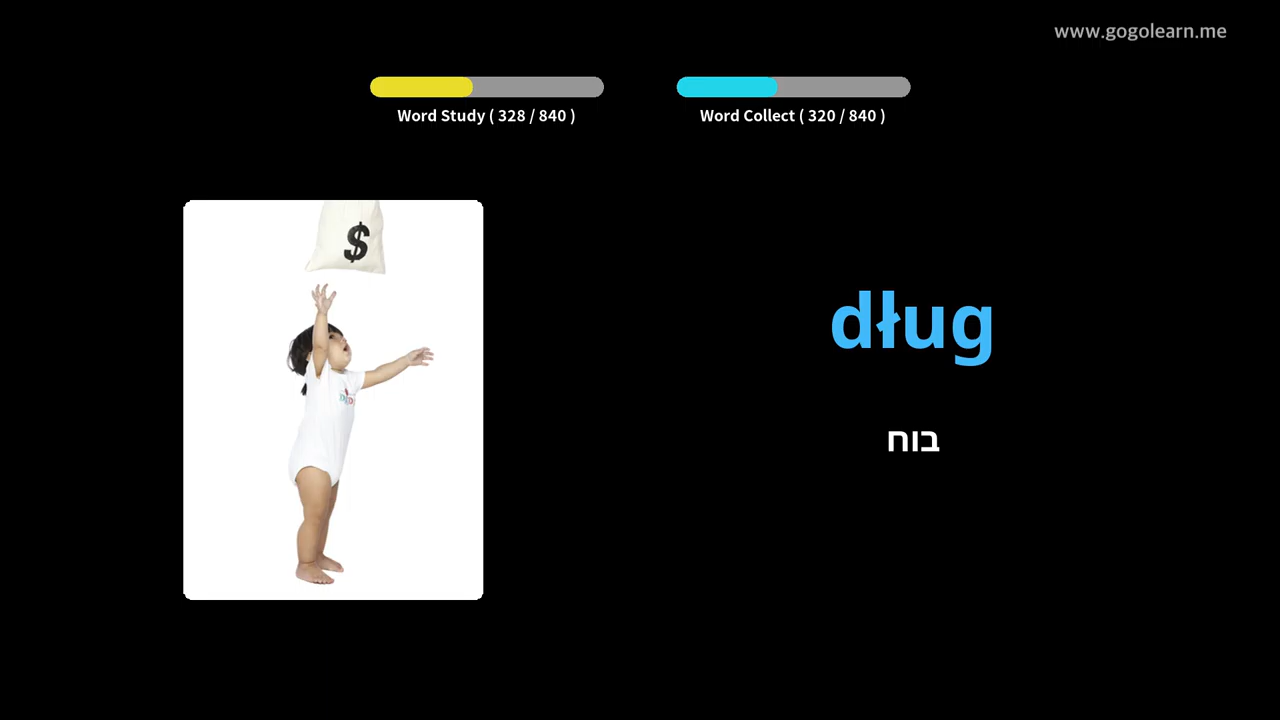 www.gogolearn.me
Word Study ( 328 / 840 )
Word Collect ( 320 / 840 )
$
dług
בוח